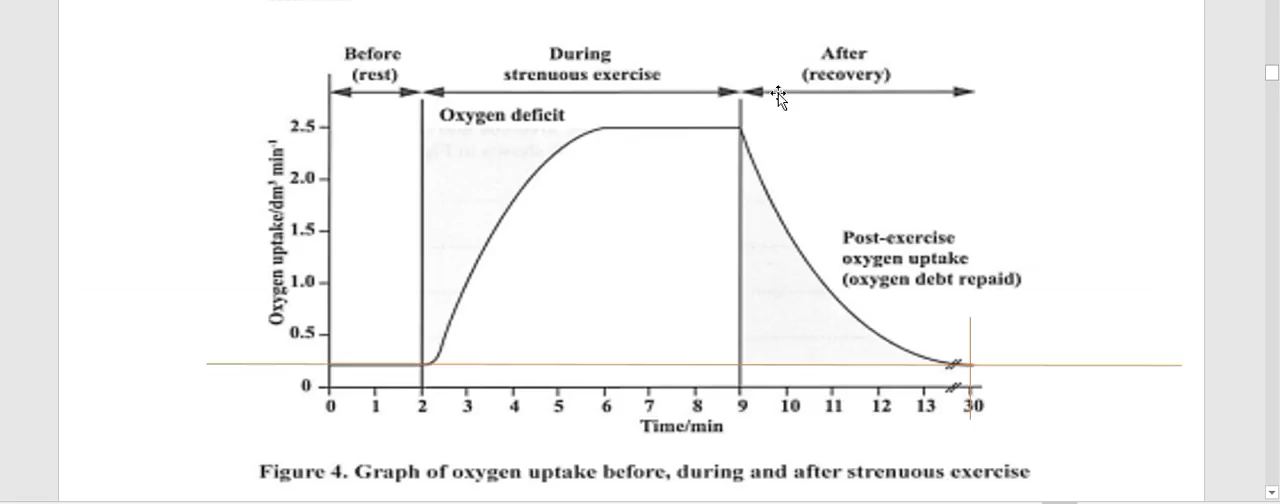 Before
(rest)
During
strenuous exercise
After
(recovery)
Oxygen deficit
2.5
2.0
1.5
1.0
0.5
0
Oxygen uptake/dm³ min⁻¹
Post-exercise
oxygen uptake
(oxygen debt repaid)
0 1 2 3 4 5 6 7 8 9 10 11 12 13 30
Time/min
Figure 4. Graph of oxygen uptake before, during and after strenuous exercise